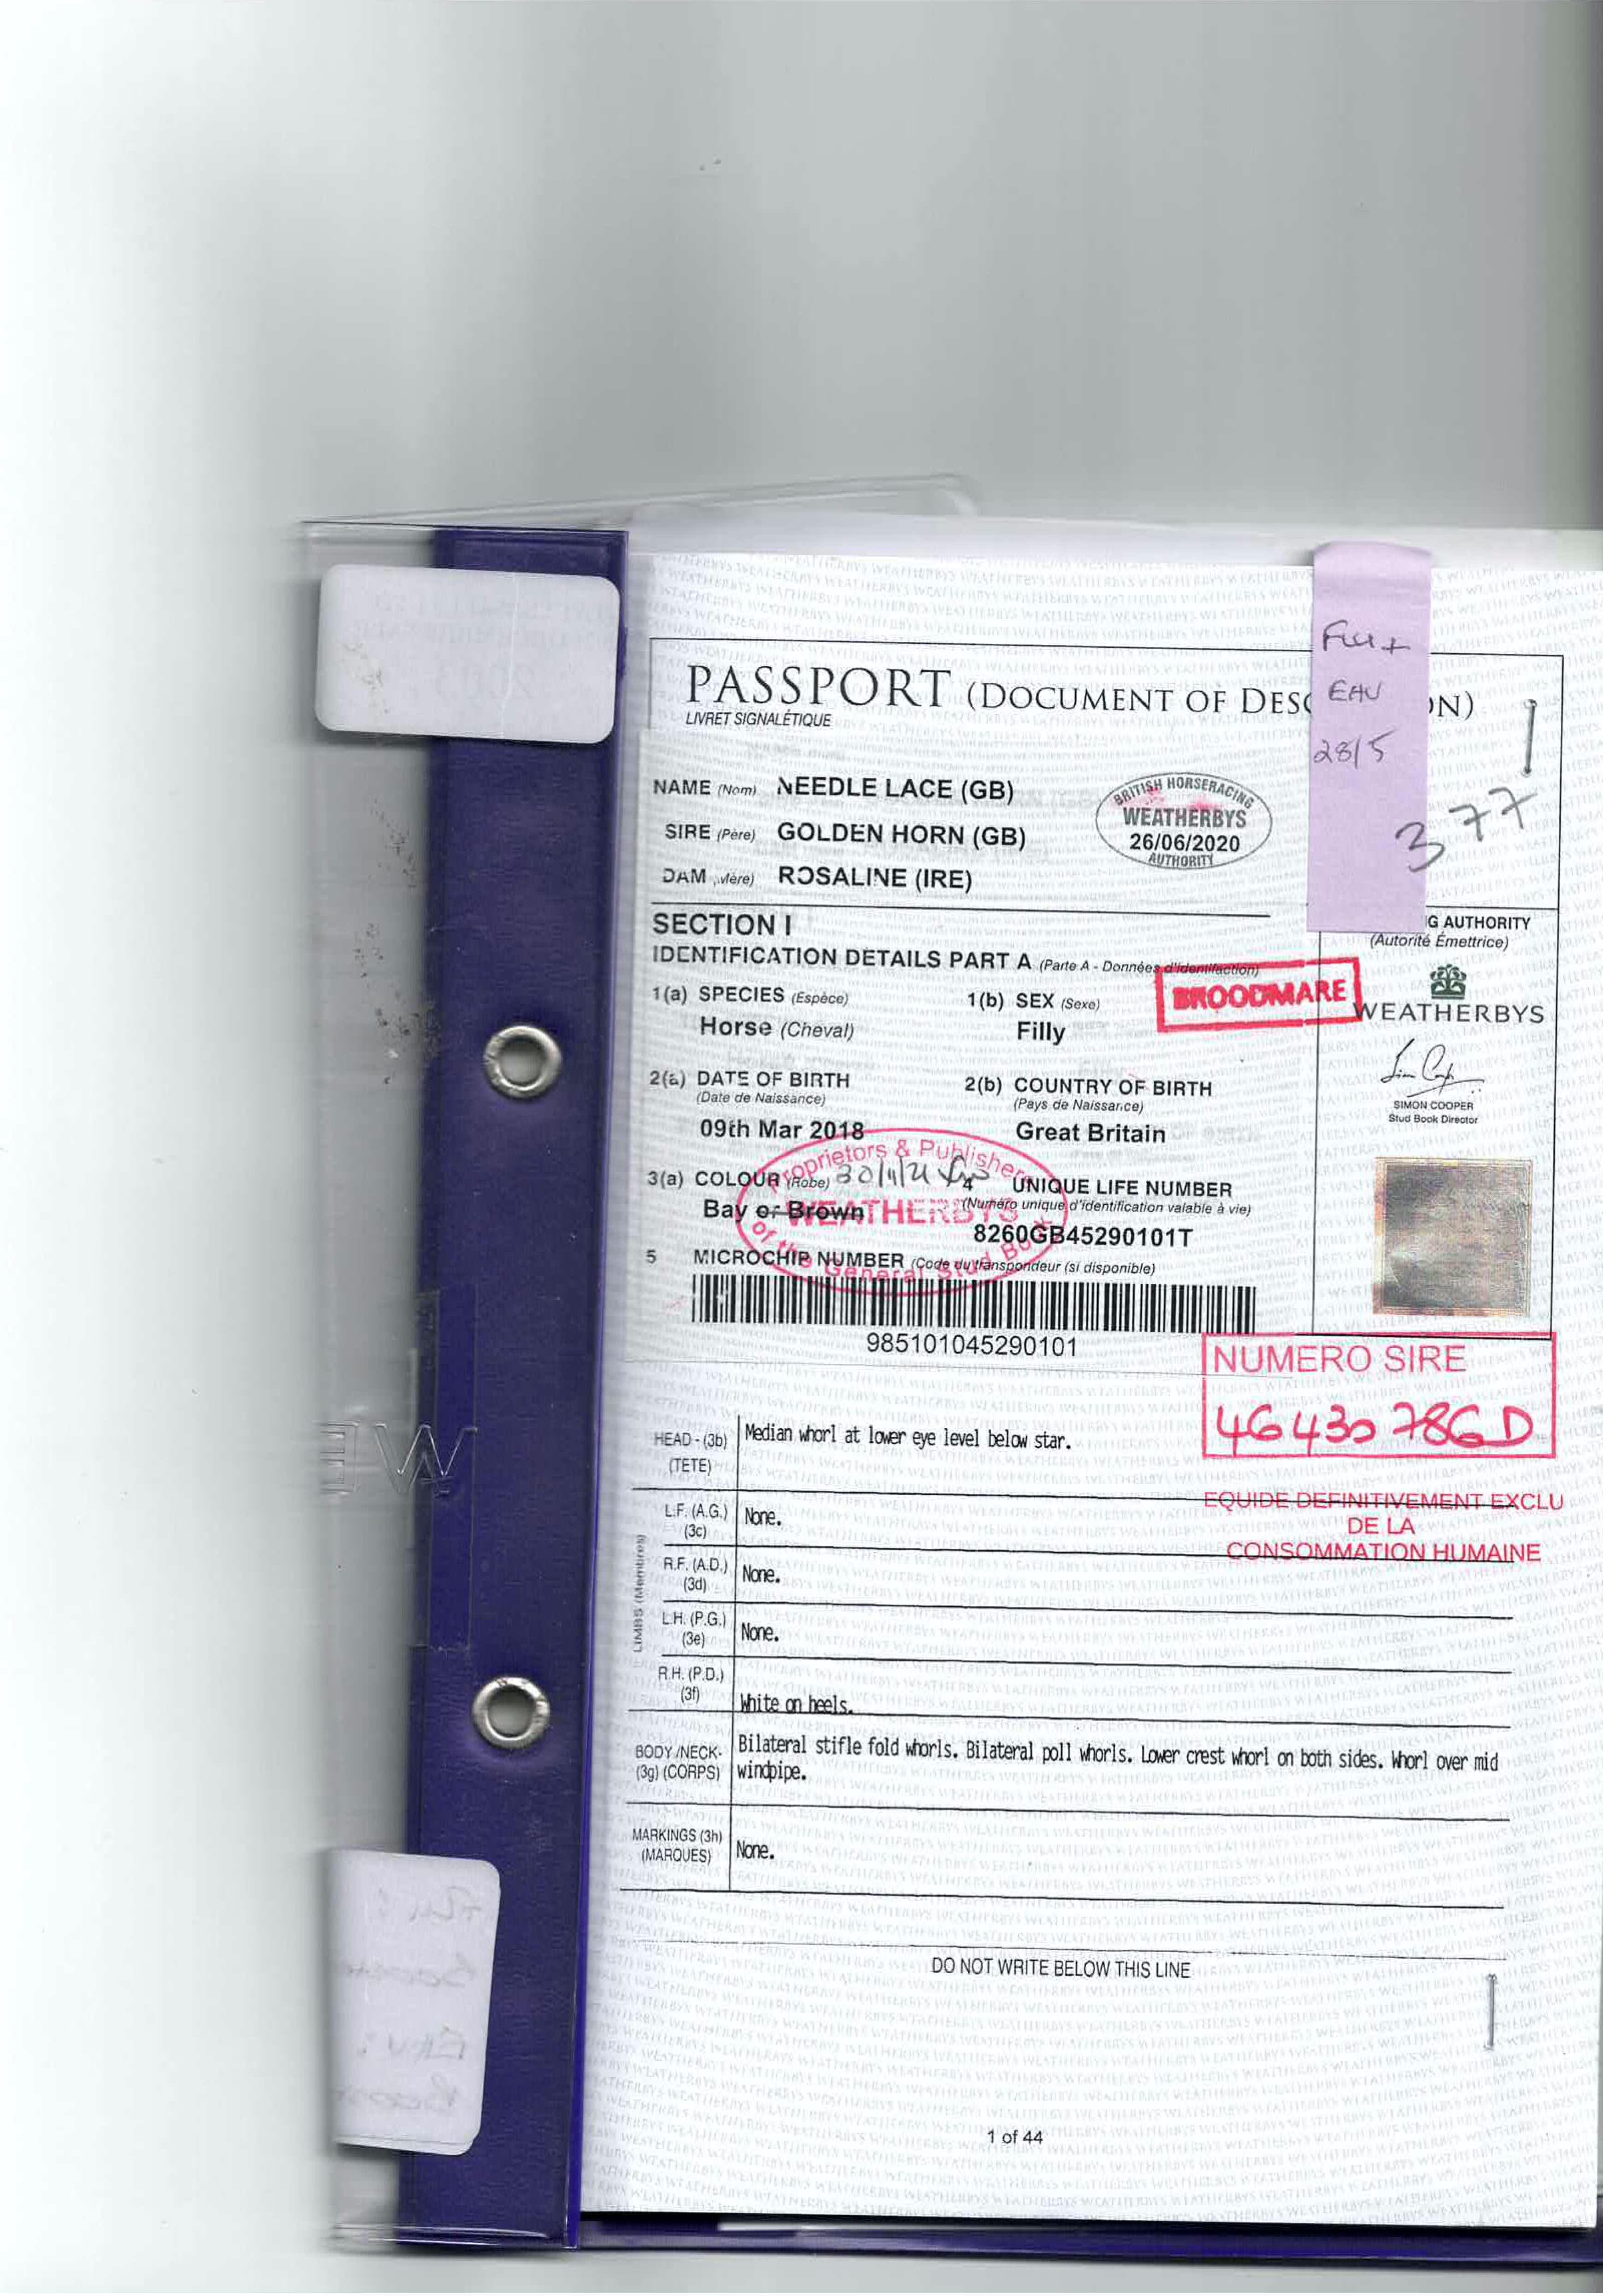 PASSPORT (DOCUMENT OF DESC ON)
LIVRET SIGNALÉTIQUE
Flu +
EHV
28/5
377
NAME (Nom) NEEDLE LACE (GB)
SIRE (Père) GOLDEN HORN (GB)
DAM (Mère) ROSALINE (IRE)
BRITISH HORSERACING
WEATHERBYS
26/06/2020
AUTHORITY
SECTION I
IDENTIFICATION DETAILS PART A (Parte A - Données d'identifaction)
G AUTHORITY
(Autorité Émettrice)
WEATHERBYS
SIMON COOPER
Stud Book Director
1(a) SPECIES (Espèce)
Horse (Cheval)
1(b) SEX (Sexe)
Filly
BROODMARE
2(a) DATE OF BIRTH
(Date de Naissance)
09th Mar 2018
2(b) COUNTRY OF BIRTH
(Pays de Naissance)
Great Britain
3(a) COLOUR (Robe)
Bay or Brown
30/4/21
Proprietors & Publishers
WEATHERBYS
of the General Stud Book
4 UNIQUE LIFE NUMBER
(Numéro unique d'identification valable à vie)
8260GB45290101T
5 MICROCHIP NUMBER (Code du transpondeur (si disponible)
985101045290101
NUMERO SIRE
46430786D
EQUIDE DEFINITIVEMENT EXCLU
DE LA
CONSOMMATION HUMAINE
HEAD - (3b)
(TETE)
Median whorl at lower eye level below star.
LIMBS (Membres)
L.F. (A.G.)
(3c)
None.
R.F. (A.D.)
(3d)
None.
L.H. (P.G.)
(3e)
None.
R.H. (P.D.)
(3f)
White on heels.
BODY/NECK-
(3g) (CORPS)
Bilateral stifle fold whorls. Bilateral poll whorls. Lower crest whorl on both sides. Whorl over mid
windpipe.
MARKINGS (3h)
(MARQUES)
None.
DO NOT WRITE BELOW THIS LINE
1 of 44